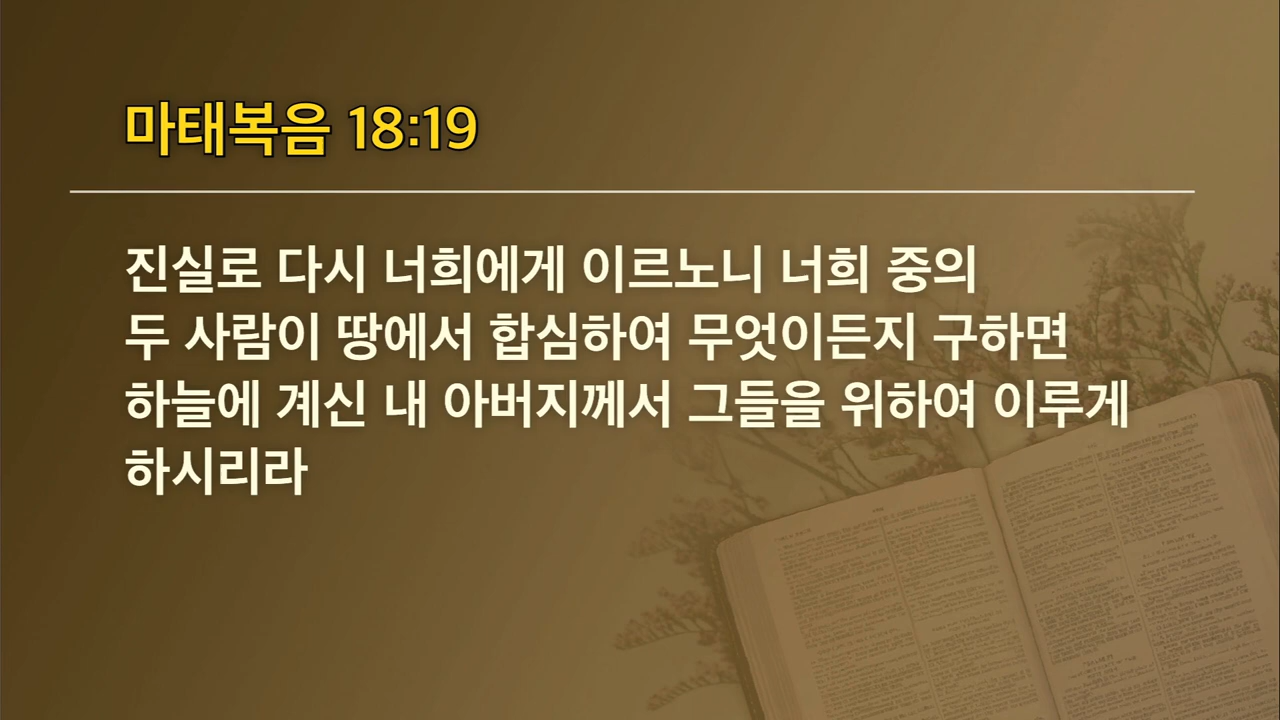 마태복음 18:19
진실로 다시 너희에게 이르노니 너희 중의
두 사람이 땅에서 합심하여 무엇이든지 구하면
하늘에 계신 내 아버지께서 그들을 위하여 이루게
하시리라